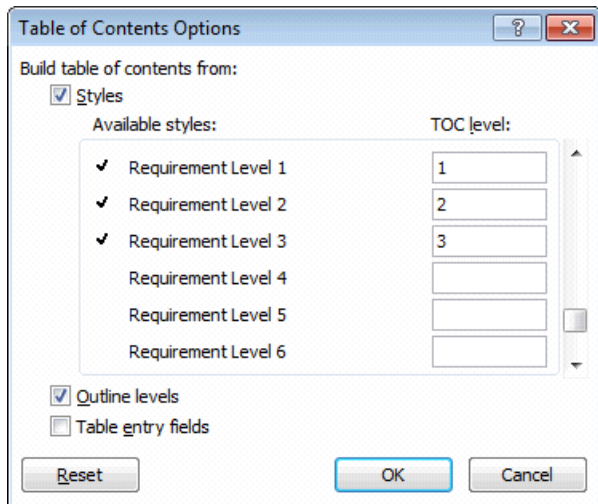 Table of Contents Options
Build table of contents from:
Styles
Available styles: TOC level:
Requirement Level 1 1
Requirement Level 2 2
Requirement Level 3 3
Requirement Level 4
Requirement Level 5
Requirement Level 6
Outline levels
Table entry fields
Reset OK Cancel